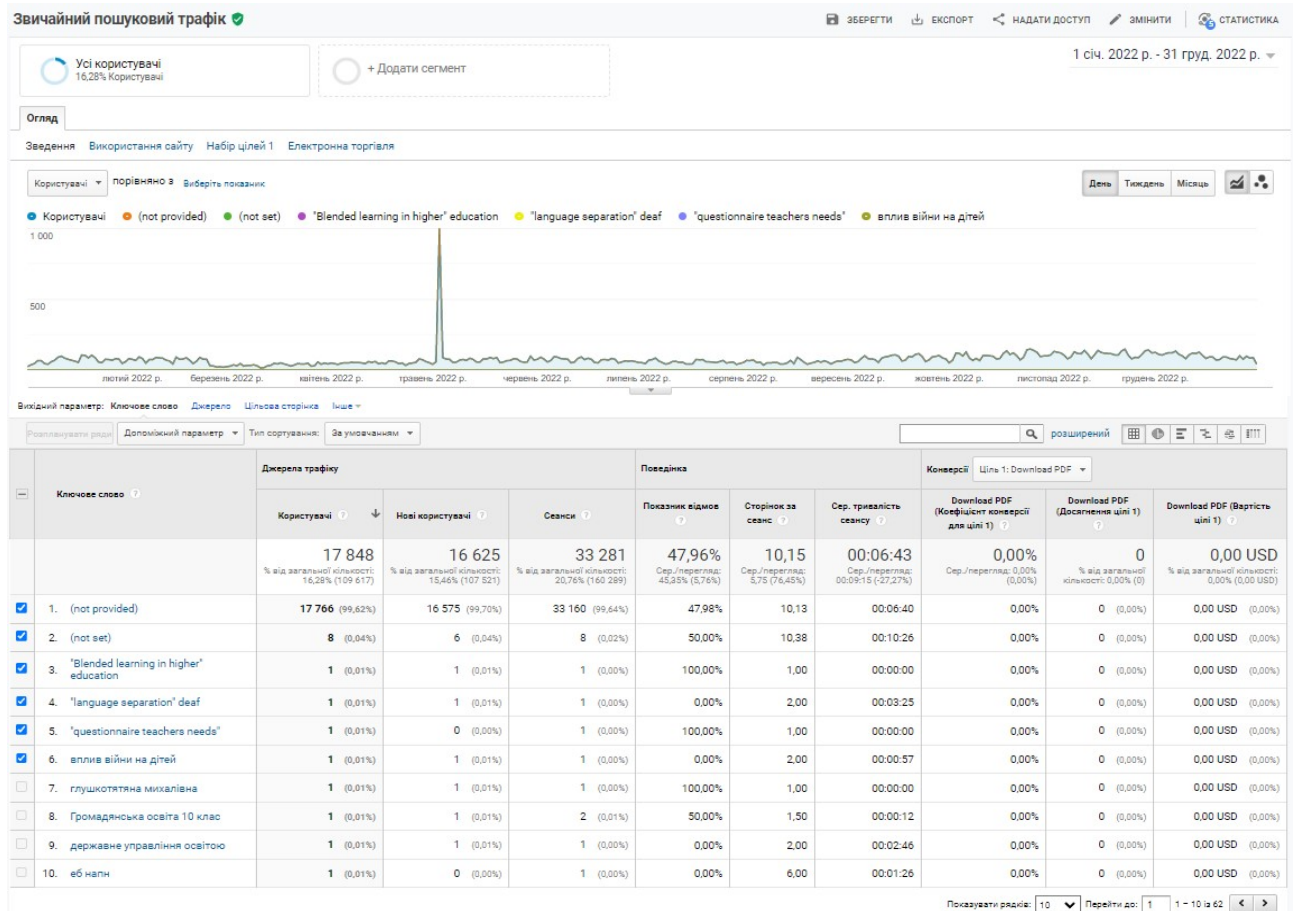 Звичайний пошуковий трафік
ЗБЕРЕГТИ ЕКСПОРТ НАДАТИ ДОСТУП ЗМІНИТИ 5 СТАТИСТИКА
1 січ. 2022 р. - 31 груд. 2022 р.
Усі користувачі
16,28% Користувачі
+ Додати сегмент
Огляд
Зведення Використання сайту Набір цілей 1 Електронна торгівля
Користувачі порівняно з Виберіть показник
День Тиждень Місяць
Користувачі (not provided) (not set) "Blended learning in higher" education "language separation" deaf "questionnaire teachers needs" вплив війни на дітей
1 000
500
лютий 2022 р. березень 2022 р. квітень 2022 р. травень 2022 р. червень 2022 р. липень 2022 р. серпень 2022 р. вересень 2022 р. жовтень 2022 р. листопад 2022 р. грудень 2022 р.
Вихідний параметр: Ключове слово Джерело Цільова сторінка Інше
Розпланувати ряди Допоміжний параметр Тип сортування: За умовчанням розширений
Ключове слово ?
Джерела трафіку Поведінка Конверсії Ціль 1: Download PDF
Користувачі ? Нові користувачі ? Сеанси ? Показник відмов ? Сторінок за сеанс ? Сер. тривалість сеансу ? Download PDF (Коефіцієнт конверсії для цілі 1) ? Download PDF (Досягнення цілі 1) ? Download PDF (Вартість цілі 1) ?
17 848 16 625 33 281 47,96% 10,15 00:06:43 0,00% 0 0,00 USD
% від загальної кількості: 16,28% (109 617) % від загальної кількості: 15,46% (107 521) % від загальної кількості: 20,76% (160 289) Сер./перегляд: 45,35% (5,76%) Сер./перегляд: 5,75 (76,45%) Сер./перегляд: 00:09:15 (-27,27%) Сер./перегляд: 0,00% (0,00%) % від загальної кількості: 0,00% (0) % від загальної кількості: 0,00% (0,00 USD)
1. (not provided) 17 766 (99,62%) 16 575 (99,70%) 33 160 (99,64%) 47,98% 10,13 00:06:40 0,00% 0 (0,00%) 0,00 USD (0,00%)
2. (not set) 8 (0,04%) 6 (0,04%) 8 (0,02%) 50,00% 10,38 00:10:26 0,00% 0 (0,00%) 0,00 USD (0,00%)
3. "Blended learning in higher" education 1 (0,01%) 1 (0,01%) 1 (0,00%) 100,00% 1,00 00:00:00 0,00% 0 (0,00%) 0,00 USD (0,00%)
4. "language separation" deaf 1 (0,01%) 1 (0,01%) 1 (0,00%) 0,00% 2,00 00:03:25 0,00% 0 (0,00%) 0,00 USD (0,00%)
5. "questionnaire teachers needs" 1 (0,01%) 0 (0,00%) 1 (0,00%) 100,00% 1,00 00:00:00 0,00% 0 (0,00%) 0,00 USD (0,00%)
6. вплив війни на дітей 1 (0,01%) 1 (0,01%) 1 (0,00%) 0,00% 2,00 00:00:57 0,00% 0 (0,00%) 0,00 USD (0,00%)
7. глушкотятяна михалівна 1 (0,01%) 1 (0,01%) 1 (0,00%) 100,00% 1,00 00:00:00 0,00% 0 (0,00%) 0,00 USD (0,00%)
8. Громадянська освіта 10 клас 1 (0,01%) 1 (0,01%) 2 (0,01%) 50,00% 1,50 00:00:12 0,00% 0 (0,00%) 0,00 USD (0,00%)
9. державне управління освітою 1 (0,01%) 1 (0,01%) 1 (0,00%) 0,00% 2,00 00:02:46 0,00% 0 (0,00%) 0,00 USD (0,00%)
10. еб напн 1 (0,01%) 0 (0,00%) 1 (0,00%) 0,00% 6,00 00:01:26 0,00% 0 (0,00%) 0,00 USD (0,00%)
Показувати рядків: 10 Перейти до: 1 1 – 10 із 62